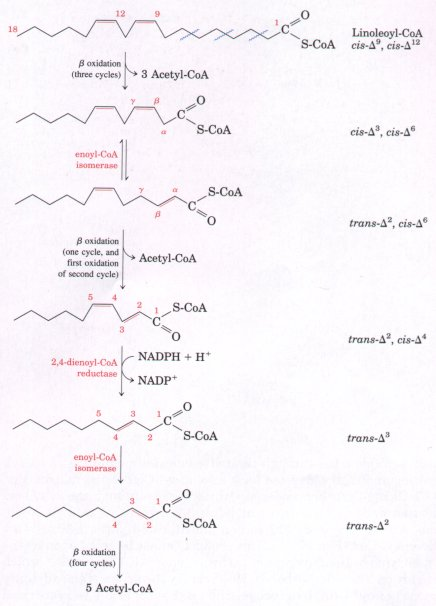 12 9 1
18 C O
S-CoA
Linoleoyl-CoA
cis-Δ⁹, cis-Δ¹²
β oxidation
(three cycles)
3 Acetyl-CoA
γ β O
C
α S-CoA
cis-Δ³, cis-Δ⁶
enoyl-CoA
isomerase
γ α S-CoA
C
β O
trans-Δ², cis-Δ⁶
β oxidation
(one cycle, and
first oxidation
of second cycle)
Acetyl-CoA
5 4 2 1 S-CoA
C
3 O
trans-Δ², cis-Δ⁴
2,4-dienoyl-CoA
reductase
NADPH + H⁺
NADP⁺
5 3 1 O
C
4 2 S-CoA
trans-Δ³
enoyl-CoA
isomerase
3 1 O
C
4 2 S-CoA
trans-Δ²
β oxidation
(four cycles)
5 Acetyl-CoA